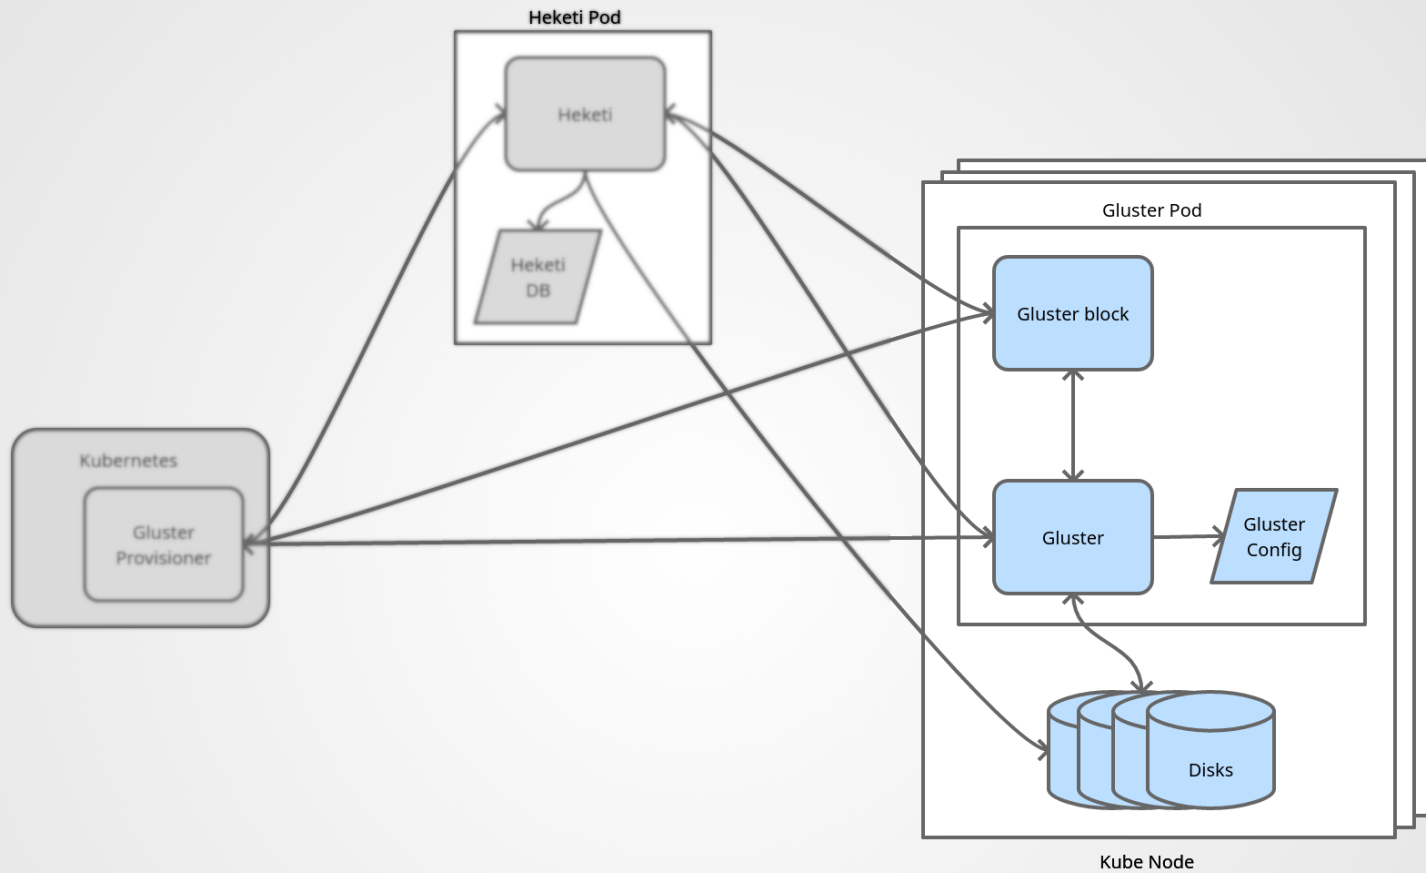 Heketi Pod
Heketi
Heketi
DB
Kubernetes
Gluster
Provisioner
Gluster Pod
Gluster block
Gluster
Gluster
Config
Disks
Kube Node